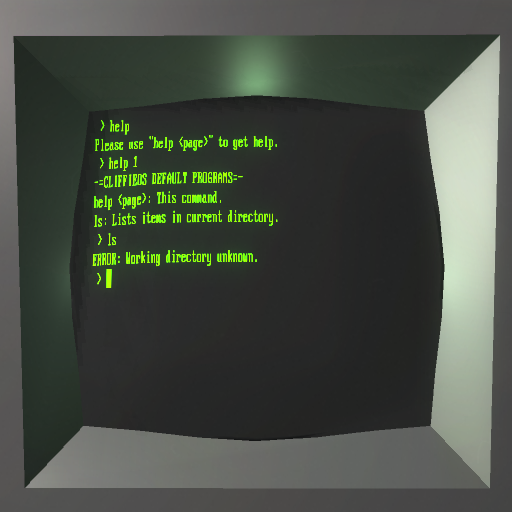 > help
Please use "help <page>" to get help.
> help 1
-=CLIFFIEOS DEFAULT PROGRAMS=-
help <page>: This command.
ls: Lists items in current directory.
> ls
ERROR: Working directory unknown.
>